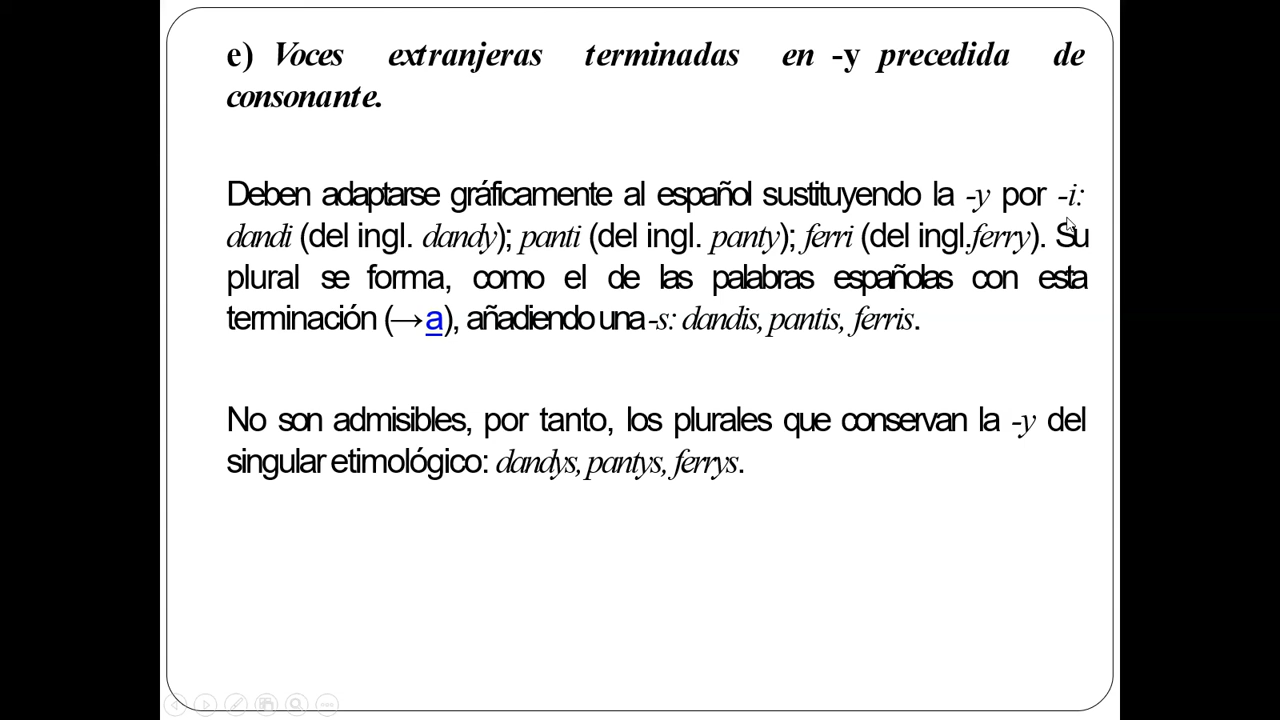 e) Voces extranjeras terminadas en -y precedida de
consonante.
Deben adaptarse gráficamente al español sustituyendo la -y por -i:
dandi (del ingl. dandy); panti (del ingl. panty); ferri (del ingl.ferry). Su
plural se forma, como el de las palabras españolas con esta
terminación (→a), añadiendo una -s: dandis, pantis, ferris.
No son admisibles, por tanto, los plurales que conservan la -y del
singular etimológico: dandys, pantys, ferrys.